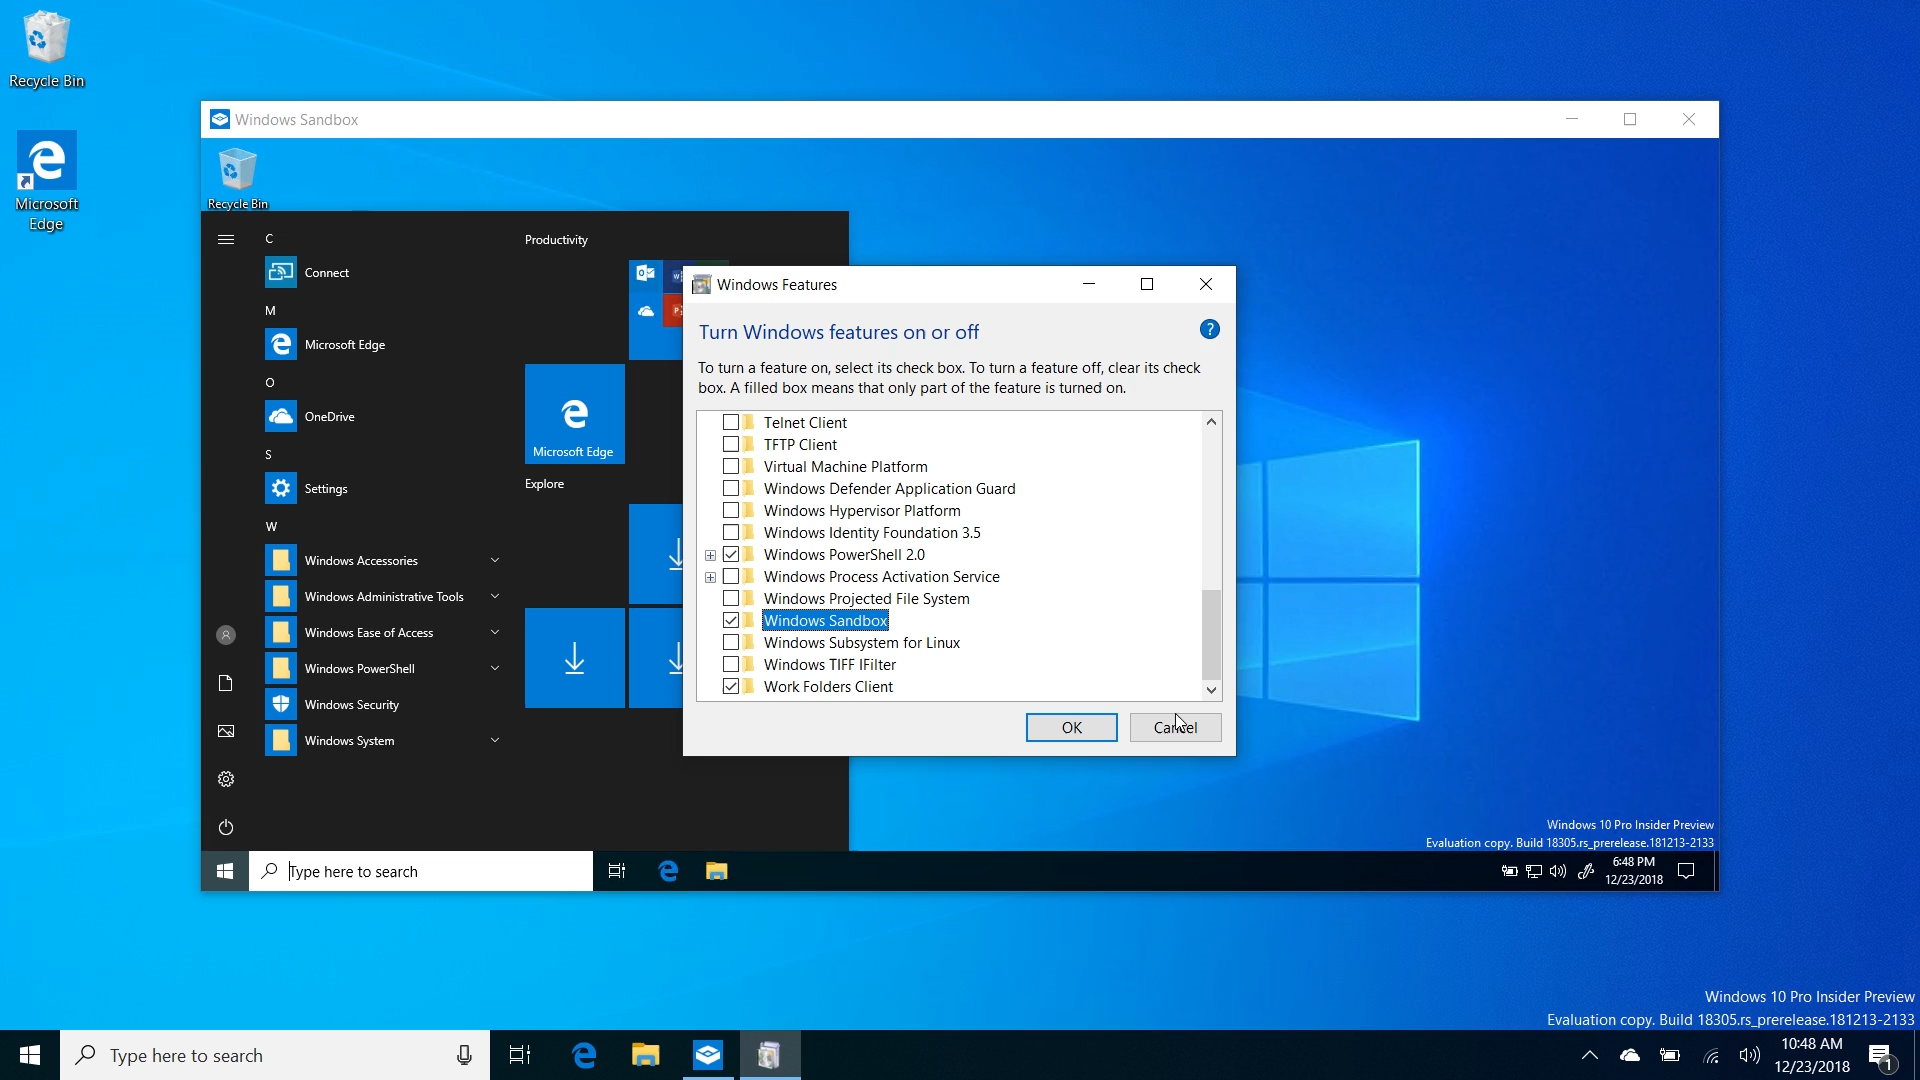 Recycle Bin
Microsoft
Edge
Windows Sandbox
Recycle Bin
C
Connect
M
Microsoft Edge
O
OneDrive
S
Settings
W
Windows Accessories
Windows Administrative Tools
Windows Ease of Access
Windows PowerShell
Windows Security
Windows System
Productivity
Microsoft Edge
Explore
Windows Features
Turn Windows features on or off
To turn a feature on, select its check box. To turn a feature off, clear its check
box. A filled box means that only part of the feature is turned on.
Telnet Client
TFTP Client
Virtual Machine Platform
Windows Defender Application Guard
Windows Hypervisor Platform
Windows Identity Foundation 3.5
Windows PowerShell 2.0
Windows Process Activation Service
Windows Projected File System
Windows Sandbox
Windows Subsystem for Linux
Windows TIFF IFilter
Work Folders Client
OK
Cancel
Windows 10 Pro Insider Preview
Evaluation copy. Build 18305.rs_prerelease.181213-2133
Type here to search
6:48 PM
12/23/2018
Windows 10 Pro Insider Preview
Evaluation copy. Build 18305.rs_prerelease.181213-2133
Type here to search
10:48 AM
12/23/2018
1